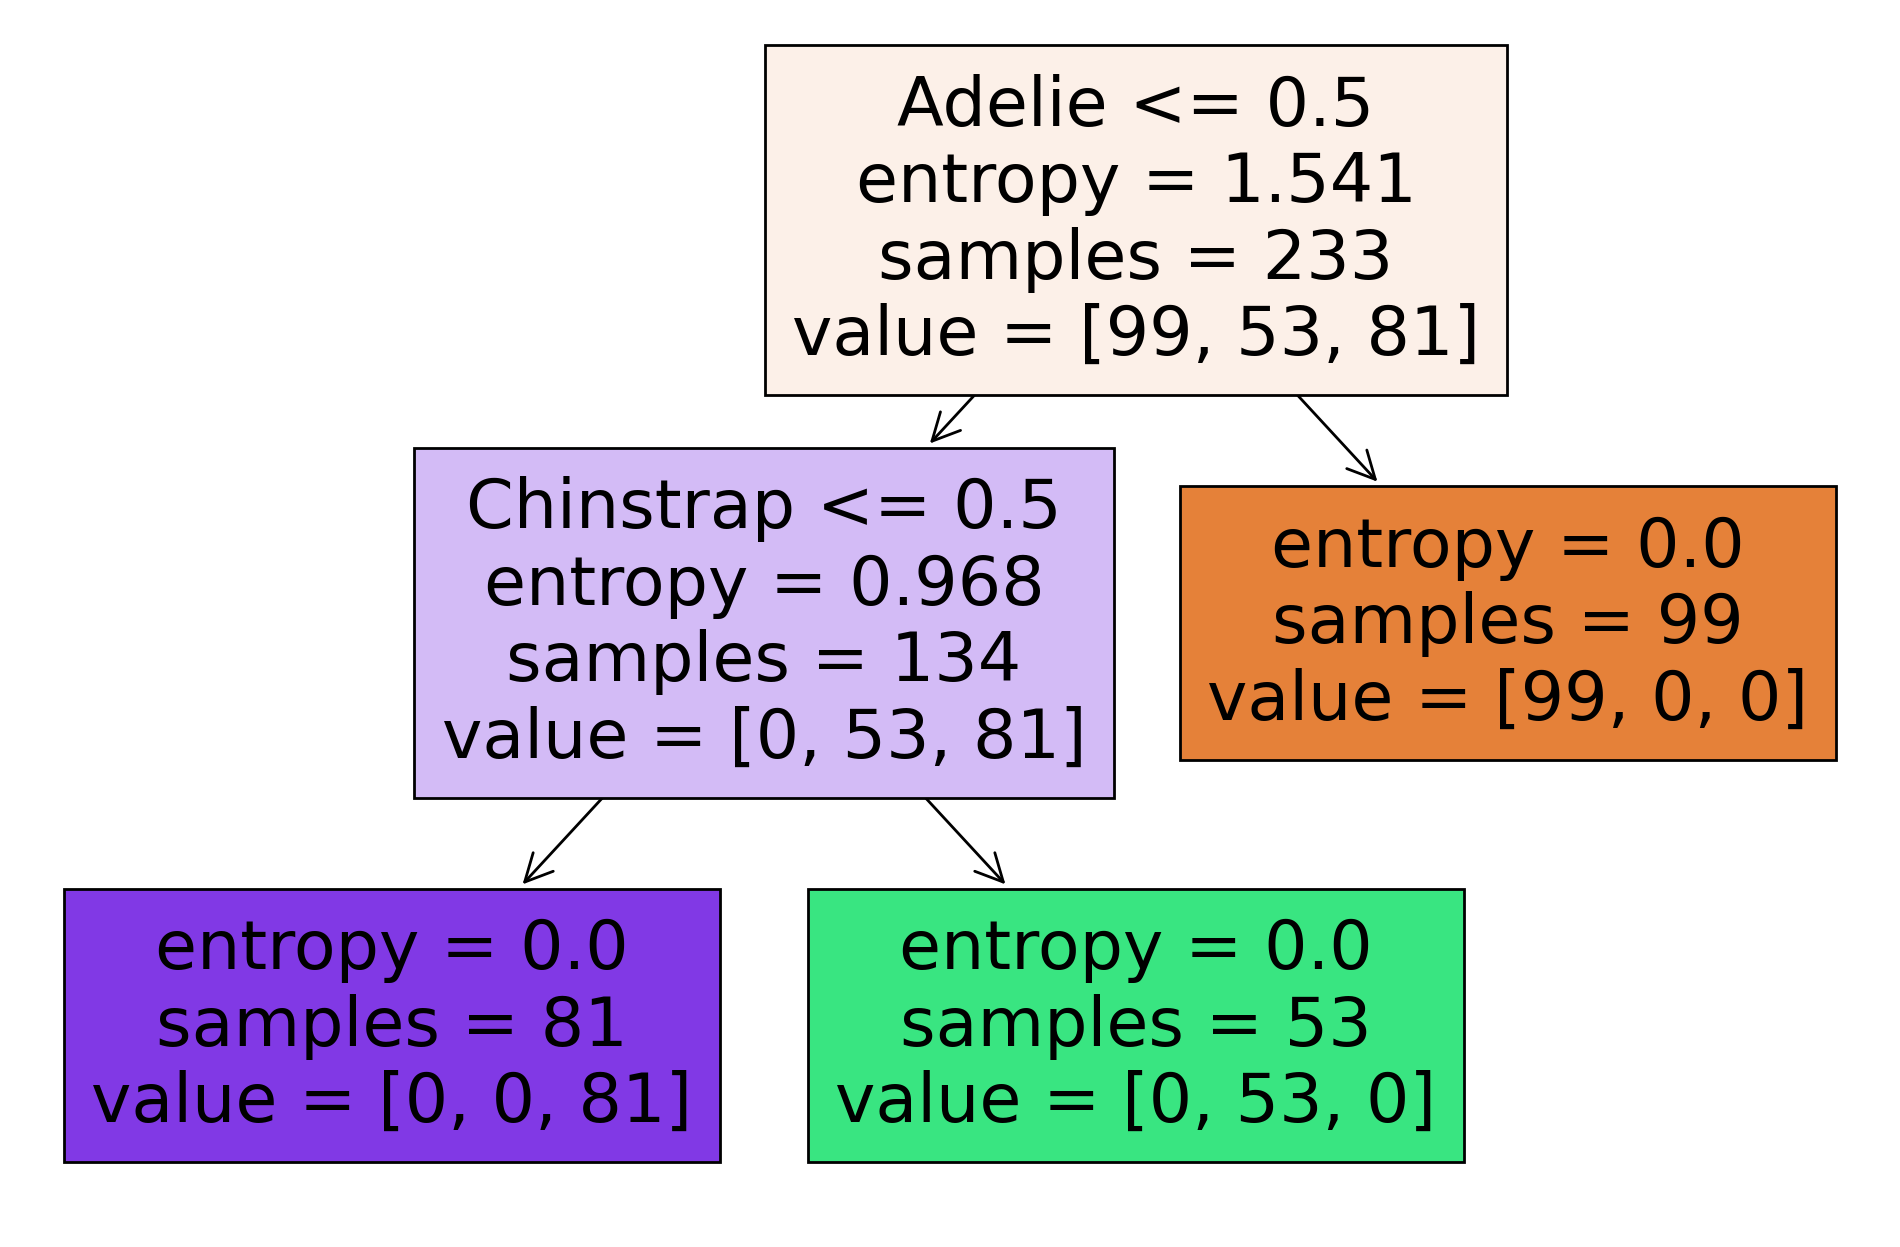 Adelie <= 0.5
entropy = 1.541
samples = 233
value = [99, 53, 81]
Chinstrap <= 0.5
entropy = 0.968
samples = 134
value = [0, 53, 81]
entropy = 0.0
samples = 99
value = [99, 0, 0]
entropy = 0.0
samples = 81
value = [0, 0, 81]
entropy = 0.0
samples = 53
value = [0, 53, 0]